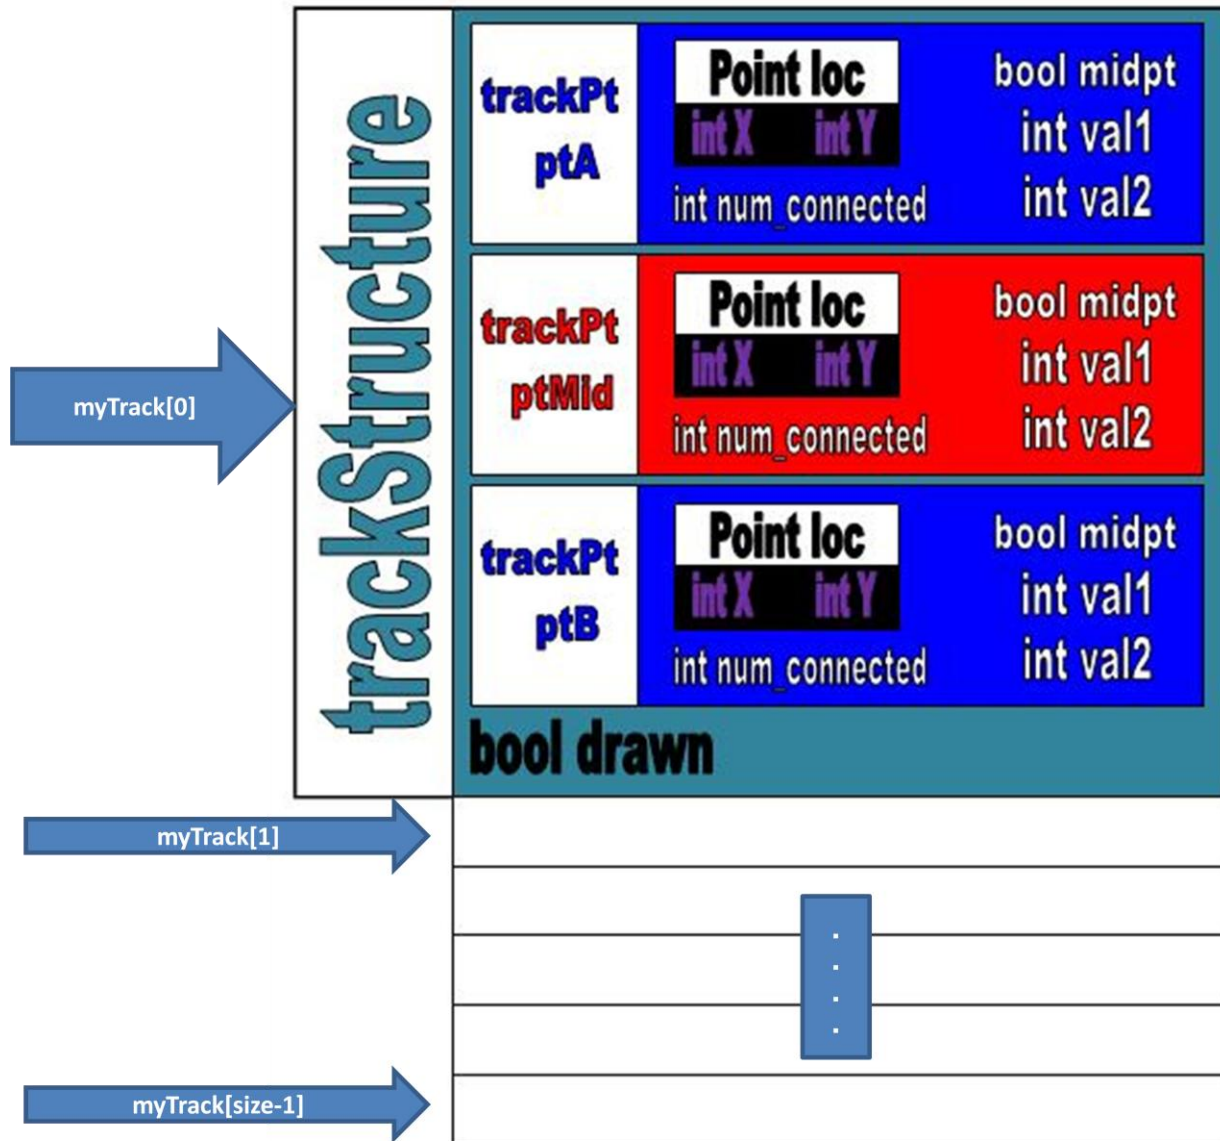 myTrack[0]
trackStructure
trackPt
ptA
Point loc
int X int Y
int num_connected
bool midpt
int val1
int val2
trackPt
ptMid
Point loc
int X int Y
int num_connected
bool midpt
int val1
int val2
trackPt
ptB
Point loc
int X int Y
int num_connected
bool midpt
int val1
int val2
bool drawn
myTrack[1]
.
.
.
.
myTrack[size-1]